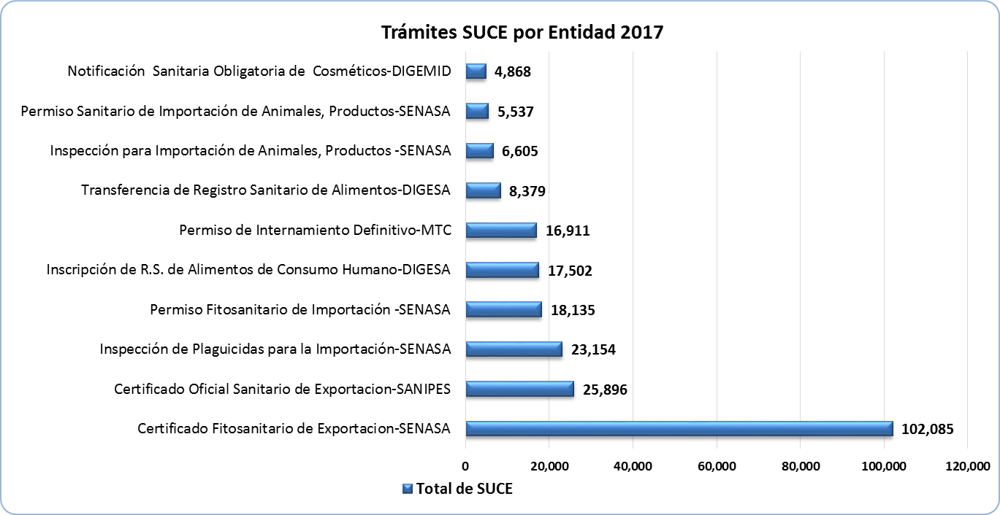 Trámites SUCE por Entidad 2017
Notificación  Sanitaria Obligatoria de  Cosméticos-DIGEMID 4,868
Permiso Sanitario de Importación de Animales, Productos-SENASA 5,537
Inspección para Importación de Animales, Productos -SENASA 6,605
Transferencia de Registro Sanitario de Alimentos-DIGESA 8,379
Permiso de Internamiento Definitivo-MTC 16,911
Inscripción de R.S. de Alimentos de Consumo Humano-DIGESA 17,502
Permiso Fitosanitario de Importación -SENASA 18,135
Inspección de Plaguicidas para la Importación-SENASA 23,154
Certificado Oficial Sanitario de Exportacion-SANIPES 25,896
Certificado Fitosanitario de Exportacion-SENASA 102,085
0 20,000 40,000 60,000 80,000 100,000 120,000
Total de SUCE